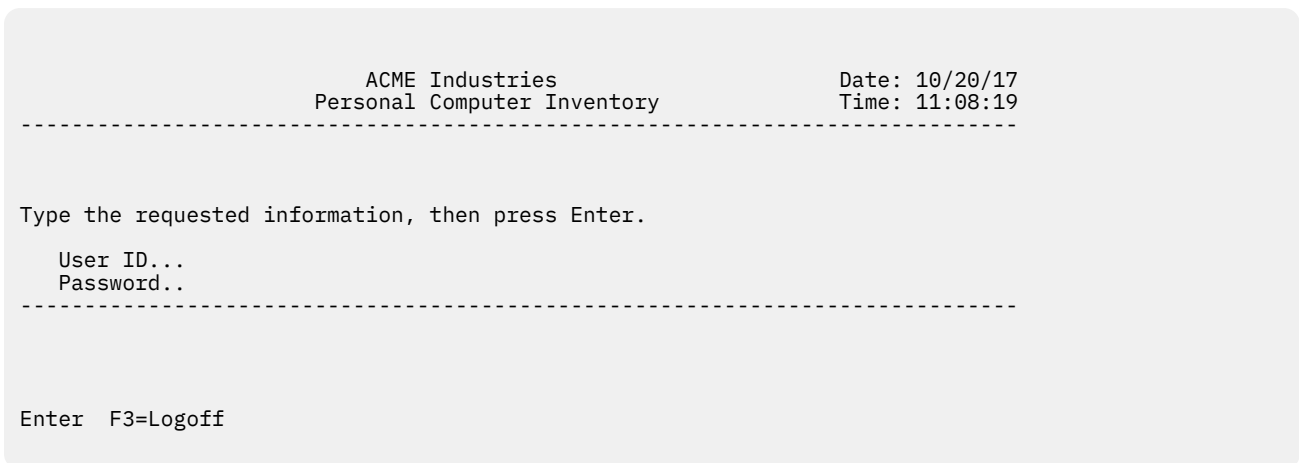 ACME Industries Date: 10/20/17
Personal Computer Inventory Time: 11:08:19
-------------------------------------------------------------------------------
Type the requested information, then press Enter.
User ID...
Password..
-------------------------------------------------------------------------------
Enter F3=Logoff